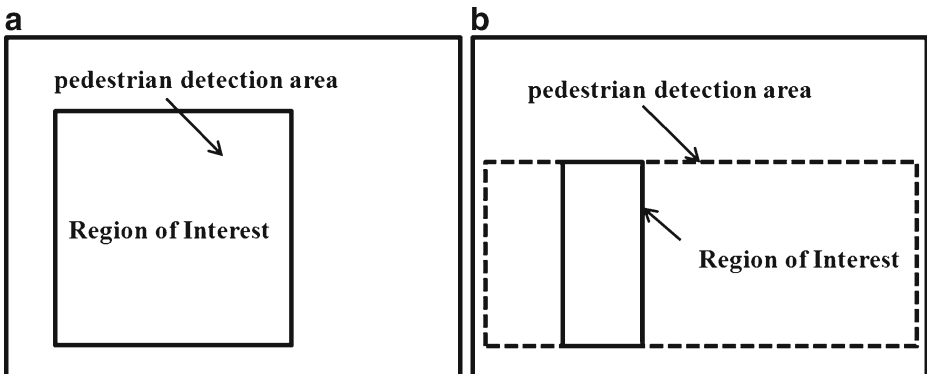 a
pedestrian detection area
Region of Interest
b
pedestrian detection area
Region of Interest